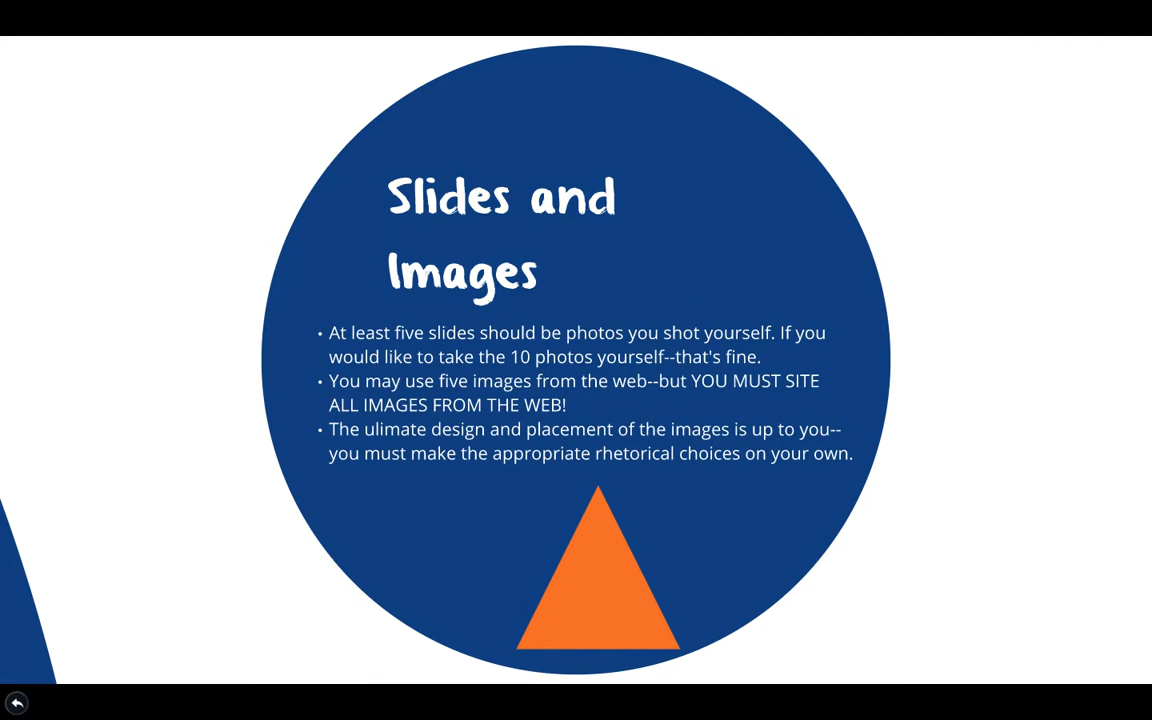 Slides and
Images
• At least five slides should be photos you shot yourself. If you
would like to take the 10 photos yourself--that's fine.
• You may use five images from the web--but YOU MUST SITE
ALL IMAGES FROM THE WEB!
• The ulimate design and placement of the images is up to you--
you must make the appropriate rhetorical choices on your own.